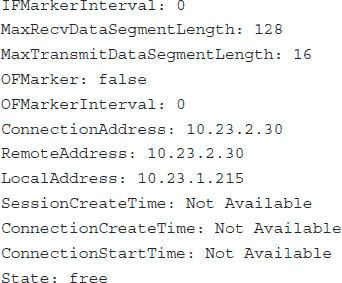 IFMarkerInterval: 0
MaxRecvDataSegmentLength: 128
MaxTransmitDataSegmentLength: 16
OFMarker: false
OFMarkerInterval: 0
ConnectionAddress: 10.23.2.30
RemoteAddress: 10.23.2.30
LocalAddress: 10.23.1.215
SessionCreateTime: Not Available
ConnectionCreateTime: Not Available
ConnectionStartTime: Not Available
State: free